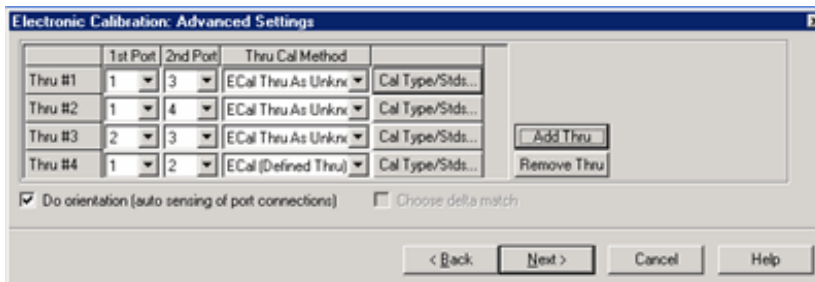 Electronic Calibration: Advanced Settings
1st Port 2nd Port Thru Cal Method
Thru #1 1 3 ECal Thru As Unkn Cal Type/Stds...
Thru #2 1 4 ECal Thru As Unkn Cal Type/Stds...
Thru #3 2 3 ECal Thru As Unkn Cal Type/Stds... Add Thru
Thru #4 1 2 ECal (Defined Thru) Cal Type/Stds... Remove Thru
Do orientation (auto sensing of port connections) Choose delta match
< Back Next > Cancel Help